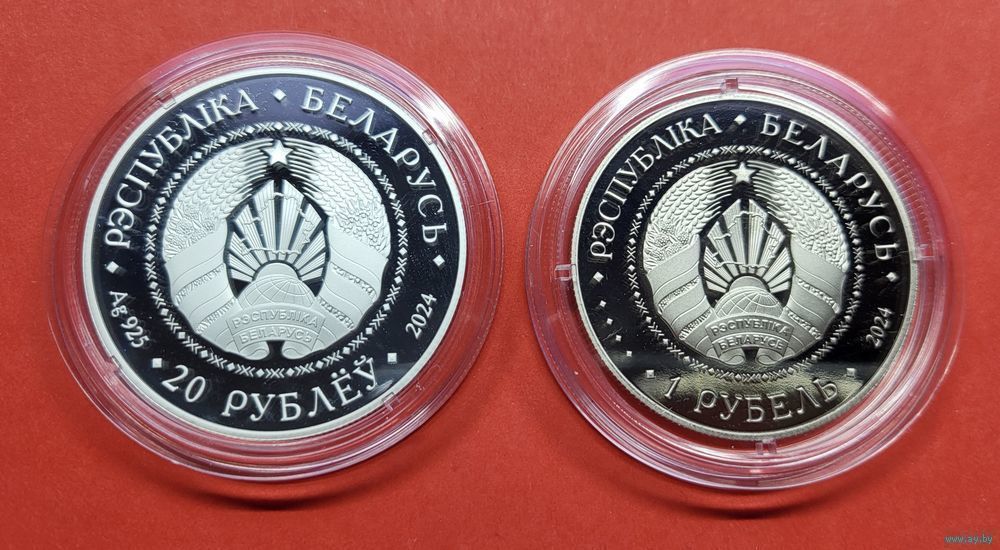 РЭСПУБЛІКА · БЕЛАРУСЬ
Ag 925
2024
РЭСПУБЛІКА
БЕЛАРУСЬ
20 РУБЛЁЎ
РЭСПУБЛІКА · БЕЛАРУСЬ
2024
РЭСПУБЛІКА
БЕЛАРУСЬ
1 РУБЕЛЬ
www.ay.by